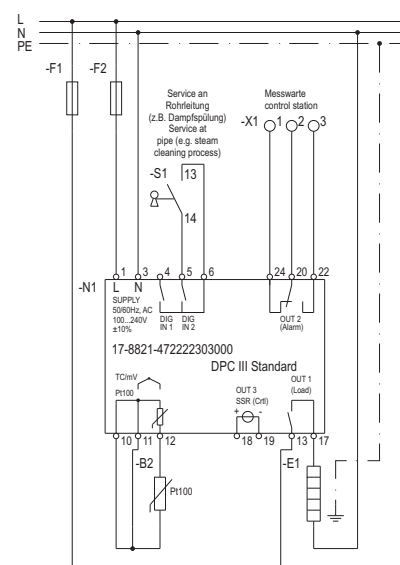 L
N
PE
-F1
-F2
Service an
Rohrleitung
(z.B. Dampfspülung)
Service at
pipe (e.g. steam
cleaning process)
Messwarte
control station
-X1 1 2 3
-S1 13
14
-N1
1 3 4 5 6 24 20 22
L N
SUPPLY
50/60Hz, AC
100...240V
±10%
DIG
IN 1
DIG
IN 2
OUT 2
(Alarm)
17-8821-472222303000
DPC III Standard
TC/mV
Pt100
OUT 3
SSR (Crtl)
+ -
OUT 1
(Load)
10 11 12 18 19 13 17
-B2
Pt100
-E1